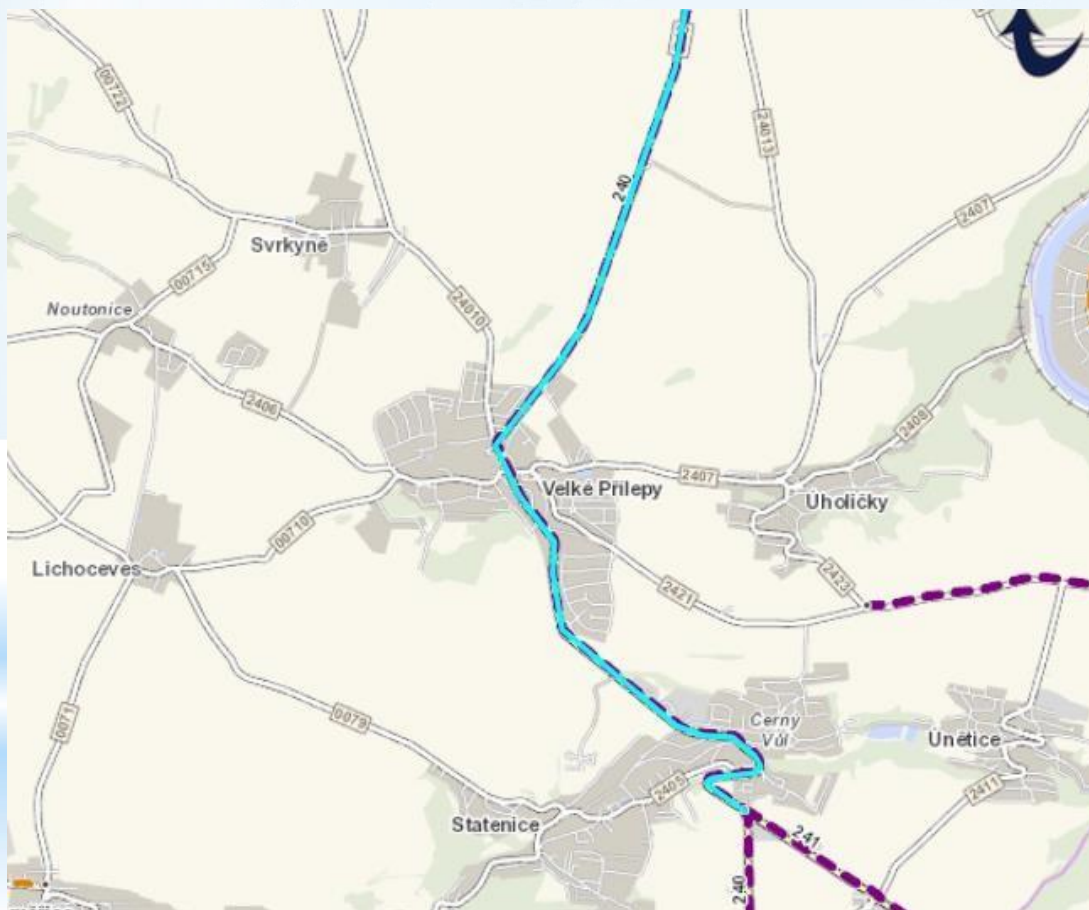 00722
24013
240
2407
Svrkyně
00715
Noutonice
24010
2406
2408
Velké Přílepy
2407
Úholičky
00710
Lichoceves
2423
2421
0071
0079
Černý
Vůl
Únětice
2405
2411
Statenice
241
240